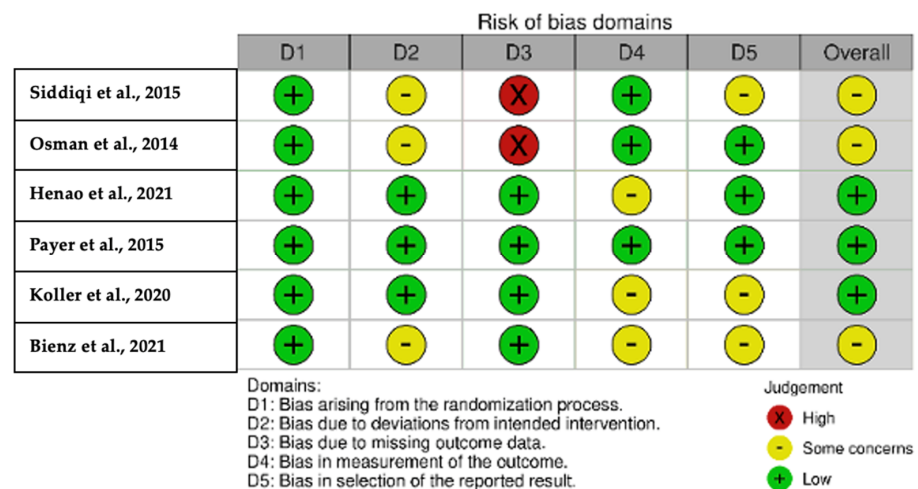 Risk of bias domains
D1 D2 D3 D4 D5 Overall
Siddiqi et al., 2015 + - X + - -
Osman et al., 2014 + - X + + -
Henao et al., 2021 + + + - + +
Payer et al., 2015 + + + + + +
Koller et al., 2020 + + + - - +
Bienz et al., 2021 + - + - - -
Domains:
D1: Bias arising from the randomization process.
D2: Bias due to deviations from intended intervention.
D3: Bias due to missing outcome data.
D4: Bias in measurement of the outcome.
D5: Bias in selection of the reported result.
Judgement
X High
- Some concerns
+ Low